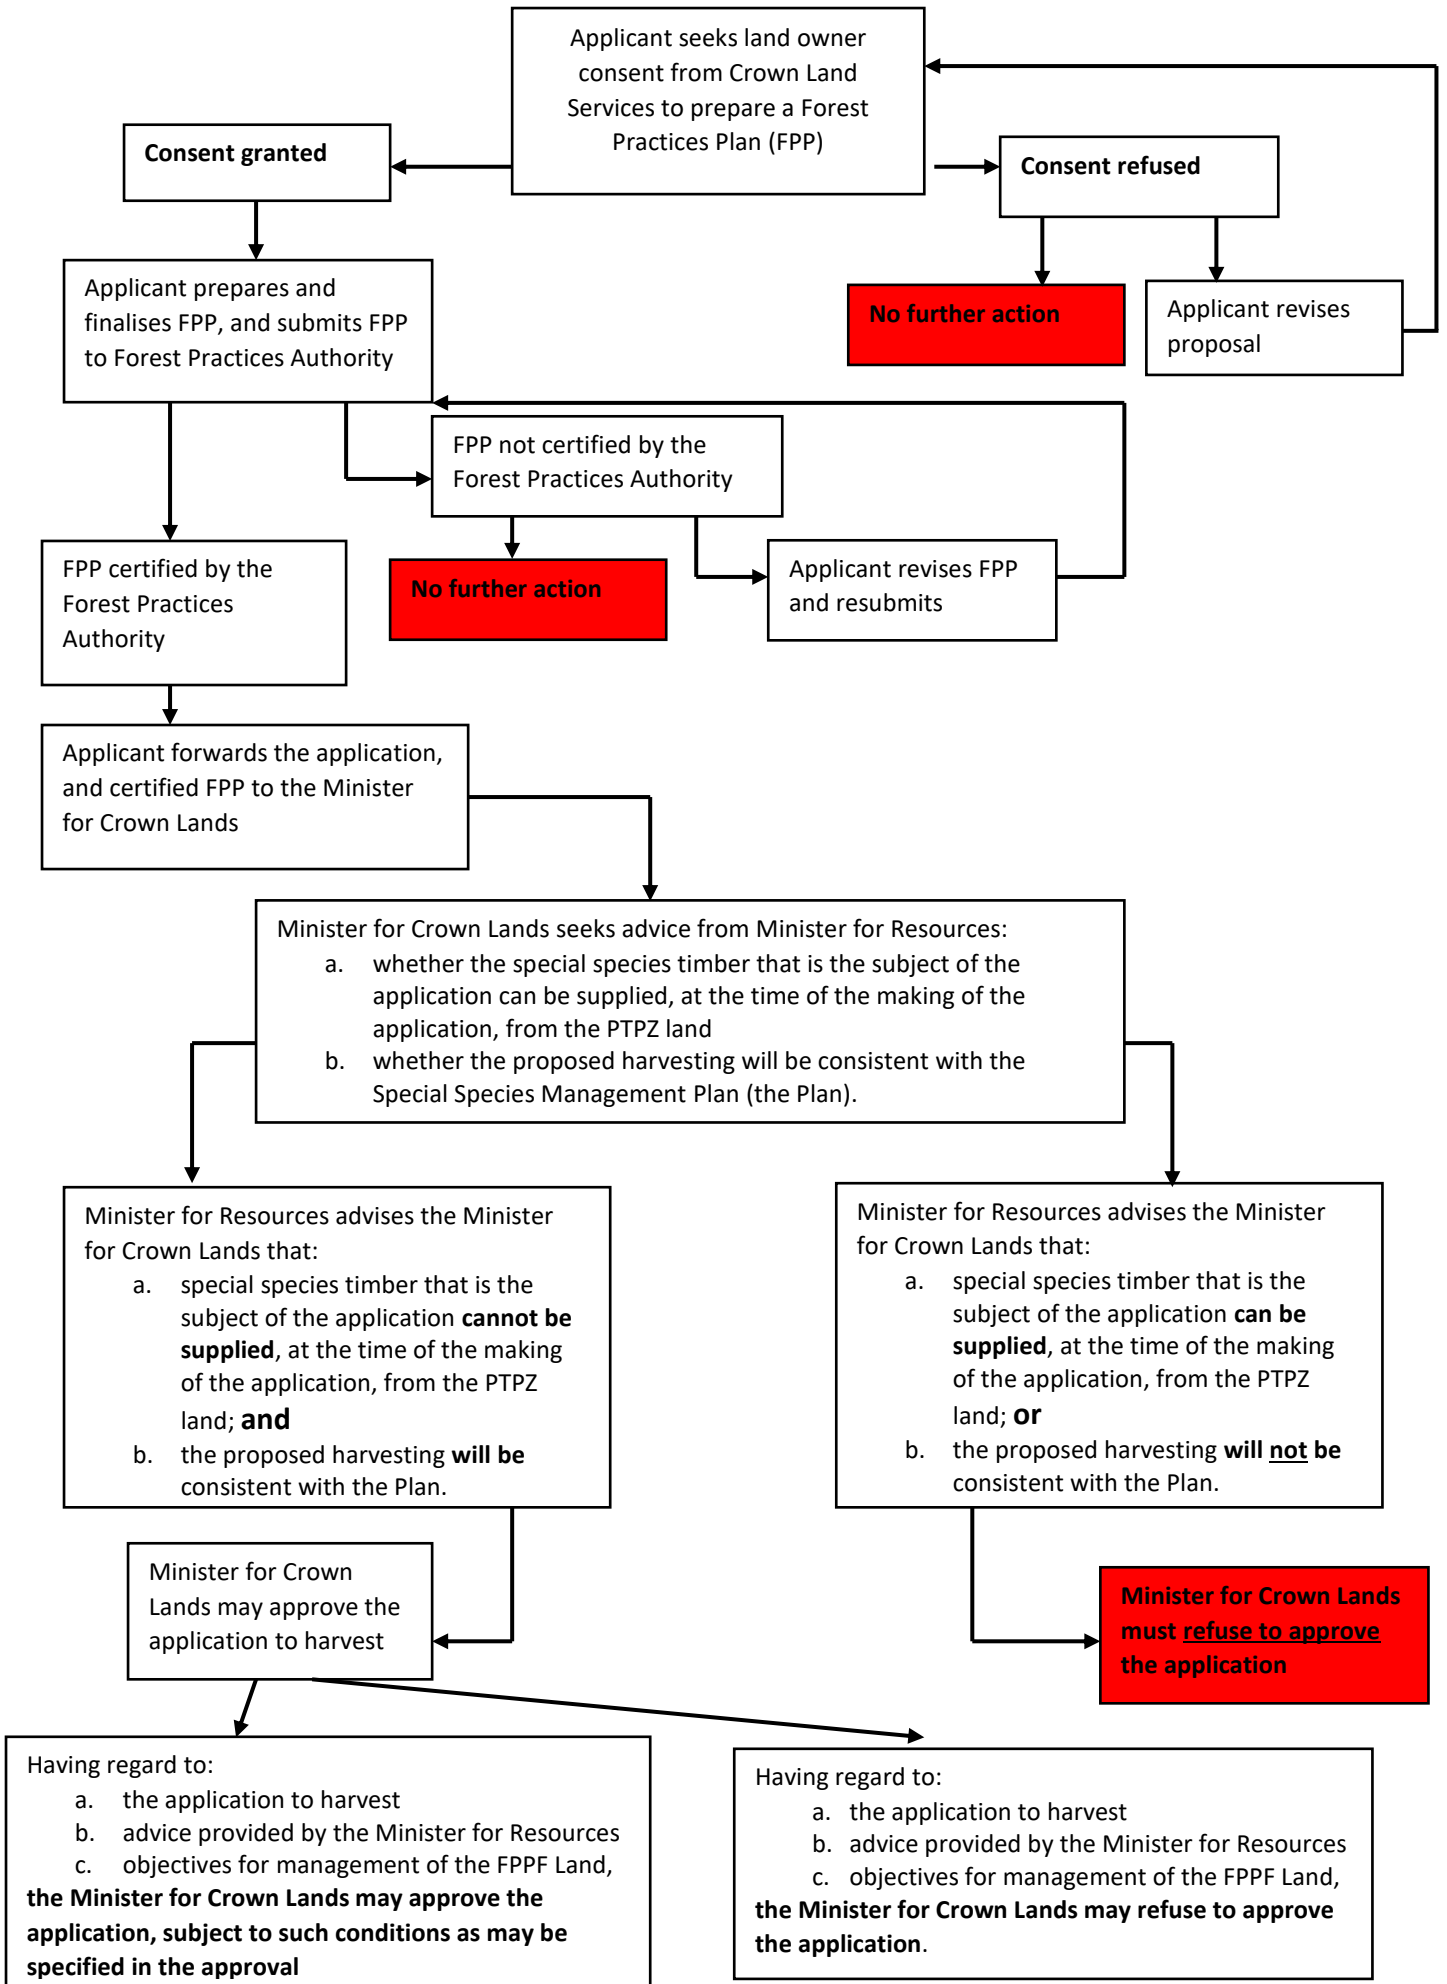 Applicant seeks land owner
consent from Crown Land
Services to prepare a Forest
Practices Plan (FPP)
Consent granted
Consent refused
Applicant prepares and
finalises FPP, and submits FPP
to Forest Practices Authority
No further action
Applicant revises
proposal
FPP not certified by the
Forest Practices Authority
FPP certified by the
Forest Practices
Authority
No further action
Applicant revises FPP
and resubmits
Applicant forwards the application,
and certified FPP to the Minister
for Crown Lands
Minister for Crown Lands seeks advice from Minister for Resources:
a. whether the special species timber that is the subject of the
application can be supplied, at the time of the making of the
application, from the PTPZ land
b. whether the proposed harvesting will be consistent with the
Special Species Management Plan (the Plan).
Minister for Resources advises the Minister
for Crown Lands that:
a. special species timber that is the
subject of the application cannot be
supplied, at the time of the making
of the application, from the PTPZ
land; and
b. the proposed harvesting will be
consistent with the Plan.
Minister for Resources advises the Minister
for Crown Lands that:
a. special species timber that is the
subject of the application can be
supplied, at the time of the making
of the application, from the PTPZ
land; or
b. the proposed harvesting will not be
consistent with the Plan.
Minister for Crown
Lands may approve the
application to harvest
Minister for Crown Lands
must refuse to approve
the application
Having regard to:
a. the application to harvest
b. advice provided by the Minister for Resources
c. objectives for management of the FPPF Land,
the Minister for Crown Lands may approve the
application, subject to such conditions as may be
specified in the approval
Having regard to:
a. the application to harvest
b. advice provided by the Minister for Resources
c. objectives for management of the FPPF Land,
the Minister for Crown Lands may refuse to approve
the application.